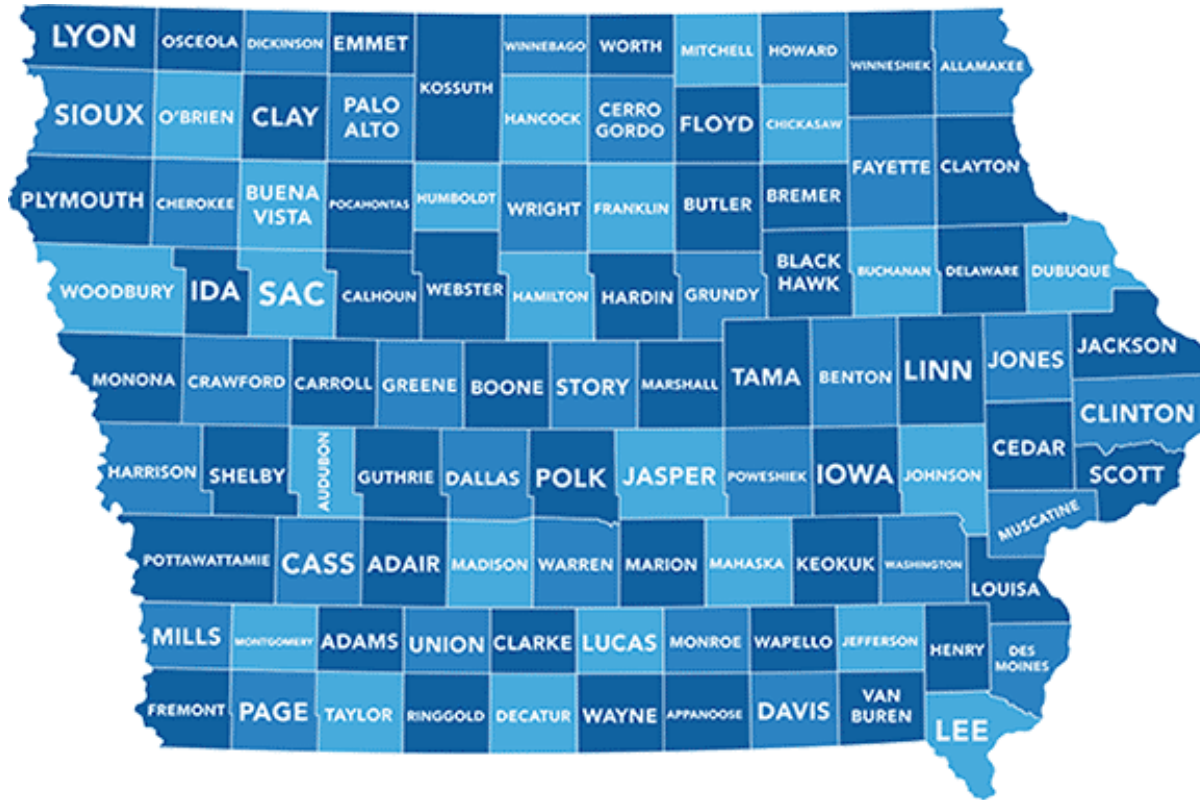 LYON
OSCEOLA
DICKINSON
EMMET
KOSSUTH
WINNEBAGO
WORTH
MITCHELL
HOWARD
WINNESHIEK
ALLAMAKEE
SIOUX
O'BRIEN
CLAY
PALO
ALTO
HANCOCK
CERRO
GORDO
FLOYD
CHICKASAW
FAYETTE
CLAYTON
PLYMOUTH
CHEROKEE
BUENA
VISTA
POCAHONTAS
HUMBOLDT
WRIGHT
FRANKLIN
BUTLER
BREMER
WOODBURY
IDA
SAC
CALHOUN
WEBSTER
HAMILTON
HARDIN
GRUNDY
BLACK
HAWK
BUCHANAN
DELAWARE
DUBUQUE
MONONA
CRAWFORD
CARROLL
GREENE
BOONE
STORY
MARSHALL
TAMA
BENTON
LINN
JONES
JACKSON
CLINTON
HARRISON
SHELBY
AUDUBON
GUTHRIE
DALLAS
POLK
JASPER
POWESHIEK
IOWA
JOHNSON
CEDAR
SCOTT
MUSCATINE
POTTAWATTAMIE
CASS
ADAIR
MADISON
WARREN
MARION
MAHASKA
KEOKUK
WASHINGTON
LOUISA
MILLS
MONTGOMERY
ADAMS
UNION
CLARKE
LUCAS
MONROE
WAPELLO
JEFFERSON
HENRY
DES
MOINES
FREMONT
PAGE
TAYLOR
RINGGOLD
DECATUR
WAYNE
APPANOOSE
DAVIS
VAN
BUREN
LEE